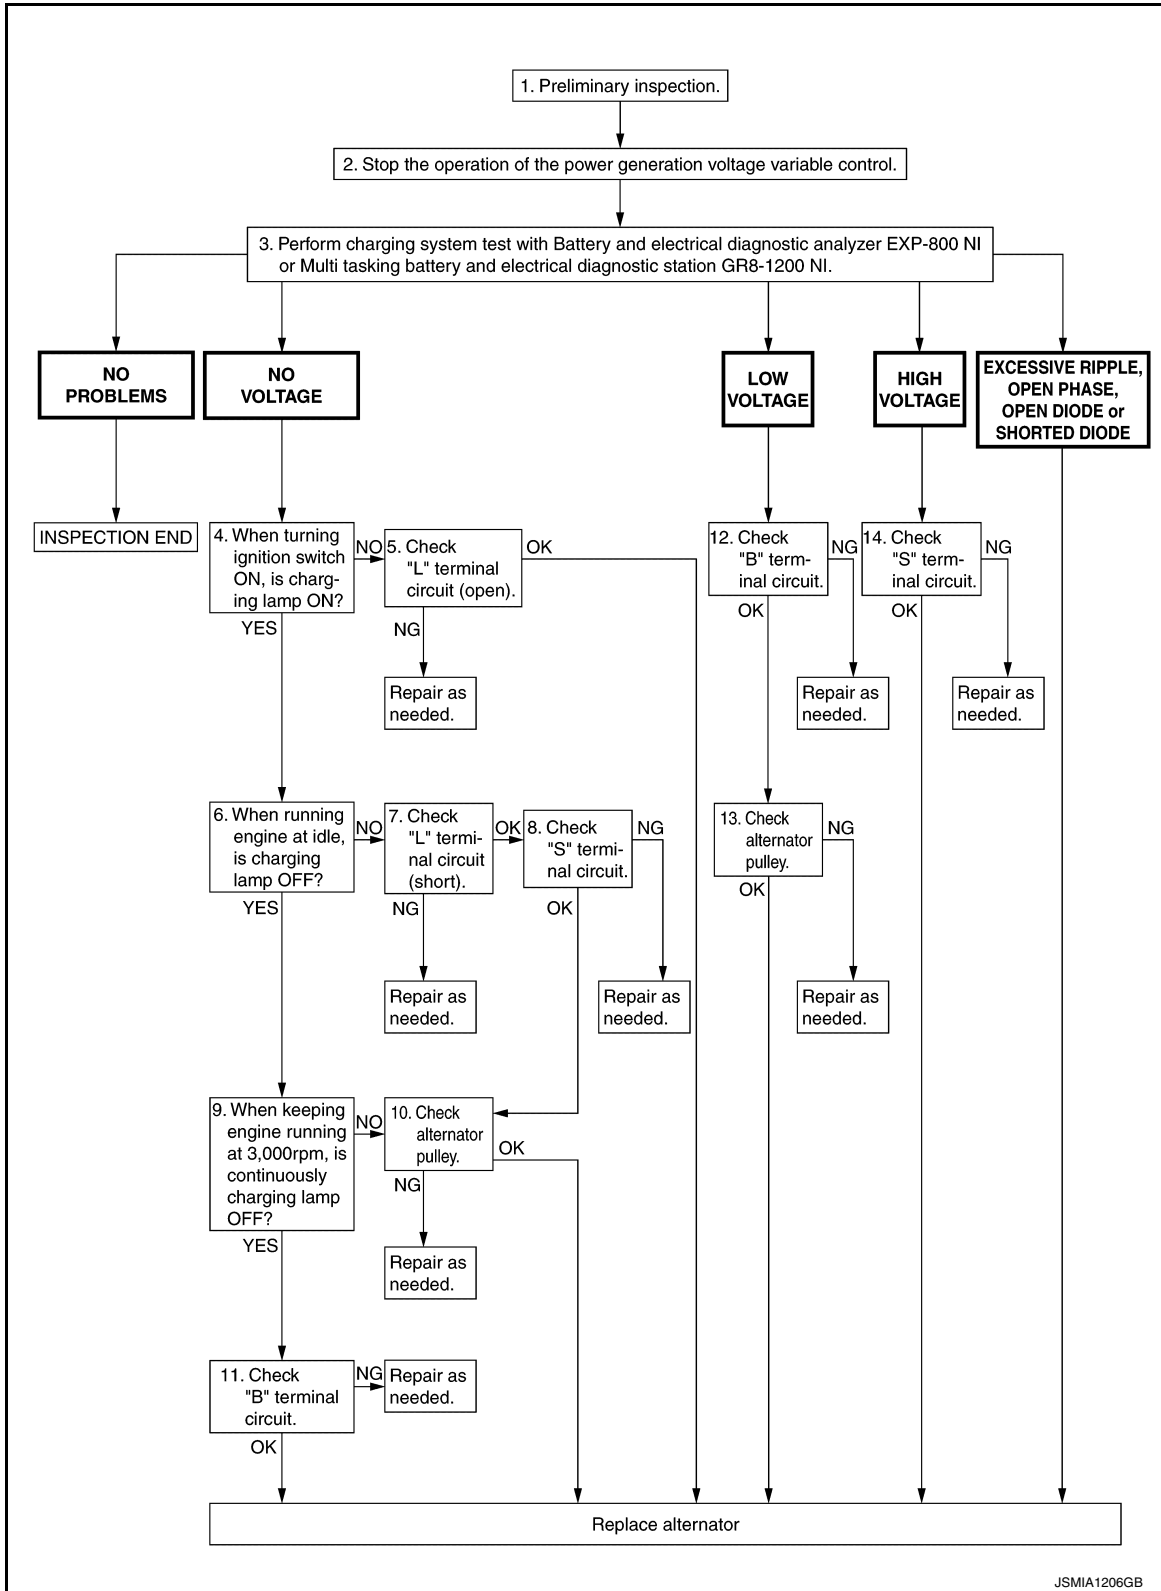 1. Preliminary inspection.
2. Stop the operation of the power generation voltage variable control.
3. Perform charging system test with Battery and electrical diagnostic analyzer EXP-800 NI
or Multi tasking battery and electrical diagnostic station GR8-1200 NI.
NO
PROBLEMS
NO
VOLTAGE
LOW
VOLTAGE
HIGH
VOLTAGE
EXCESSIVE RIPPLE,
OPEN PHASE,
OPEN DIODE or
SHORTED DIODE
INSPECTION END
4. When turning
ignition switch
ON, is charg-
ing lamp ON?
NO
YES
5. Check
"L" terminal
circuit (open).
OK
NG
Repair as
needed.
12. Check
"B" term-
inal circuit.
NG
OK
Repair as
needed.
14. Check
"S" term-
inal circuit.
NG
OK
Repair as
needed.
6. When running
engine at idle,
is charging
lamp OFF?
NO
YES
7. Check
"L" termi-
nal circuit
(short).
OK
NG
Repair as
needed.
8. Check
"S" termi-
nal circuit.
NG
OK
Repair as
needed.
13. Check
alternator
pulley.
NG
OK
Repair as
needed.
9. When keeping
engine running
at 3,000rpm, is
continuously
charging lamp
OFF?
NO
YES
10. Check
alternator
pulley.
OK
NG
Repair as
needed.
11. Check
"B" terminal
circuit.
NG
OK
Repair as
needed.
Replace alternator
JSMIA1206GB